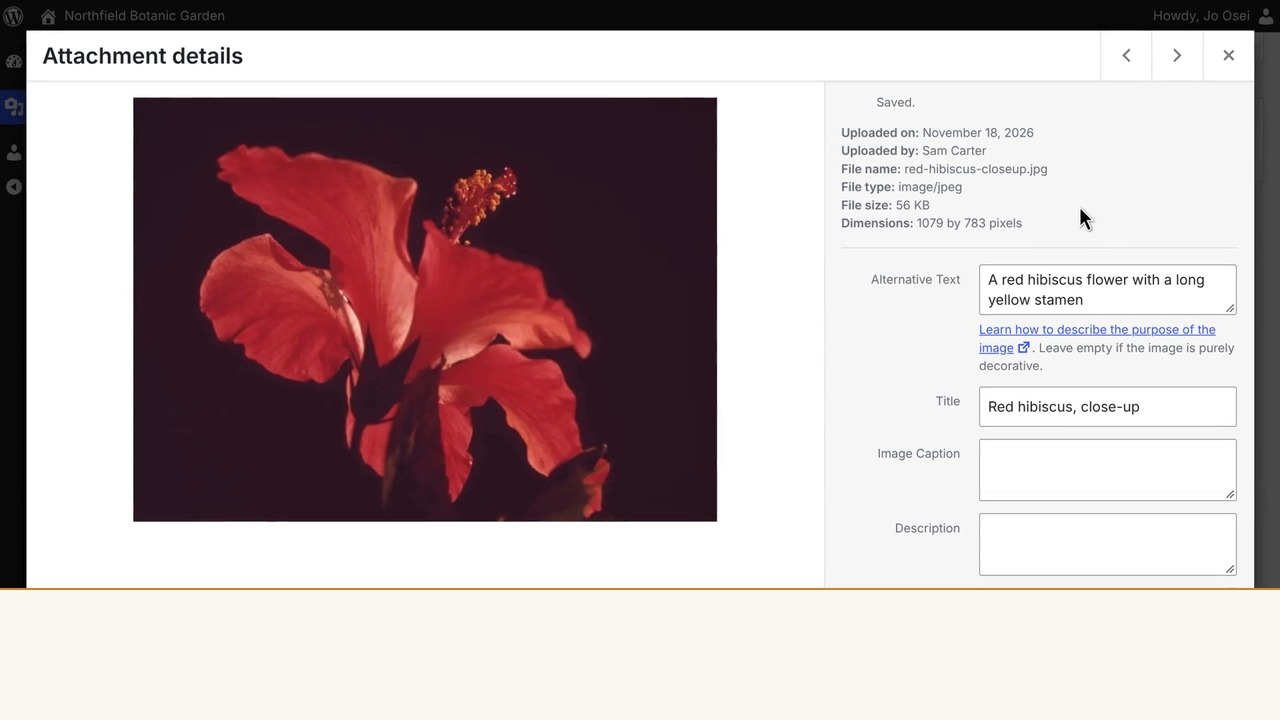 Northfield Botanic Garden
Howdy, Jo Osei
Attachment details
Saved.
Uploaded on: November 18, 2026
Uploaded by: Sam Carter
File name: red-hibiscus-closeup.jpg
File type: image/jpeg
File size: 56 KB
Dimensions: 1079 by 783 pixels
Alternative Text
A red hibiscus flower with a long
yellow stamen
Learn how to describe the purpose of the
image. Leave empty if the image is purely
decorative.
Title
Red hibiscus, close-up
Image Caption
Description